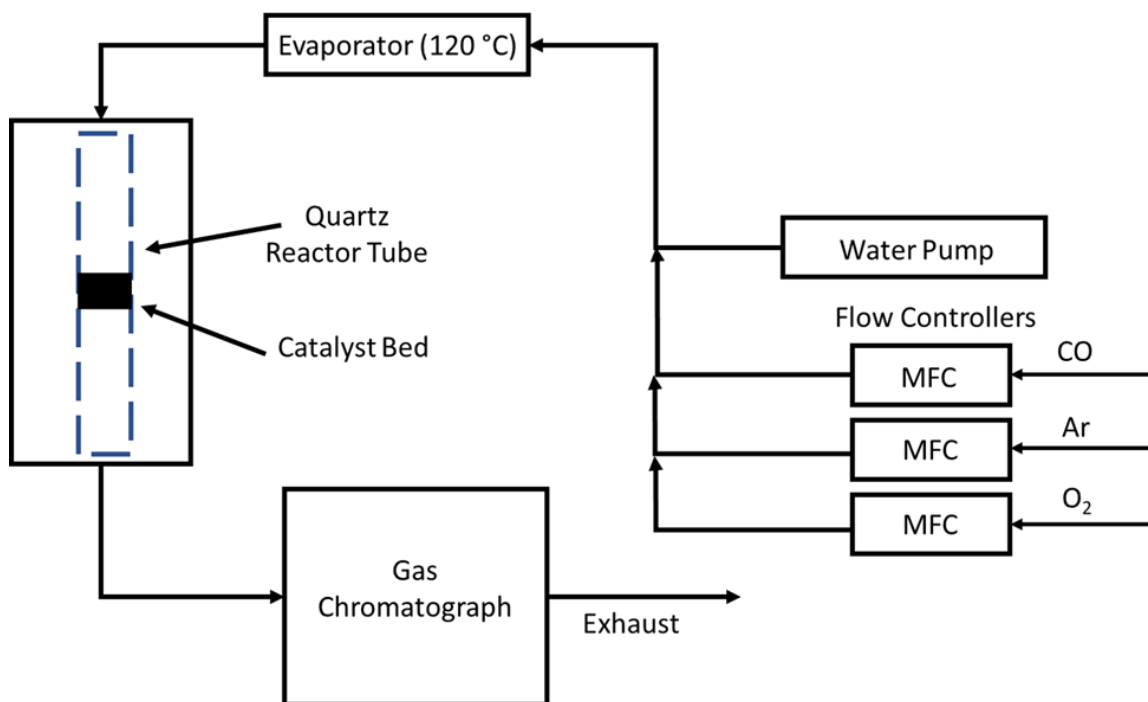 Evaporator (120 °C)
Quartz
Reactor Tube
Catalyst Bed
Water Pump
Flow Controllers
MFC
CO
MFC
Ar
MFC
O₂
Gas
Chromatograph
Exhaust